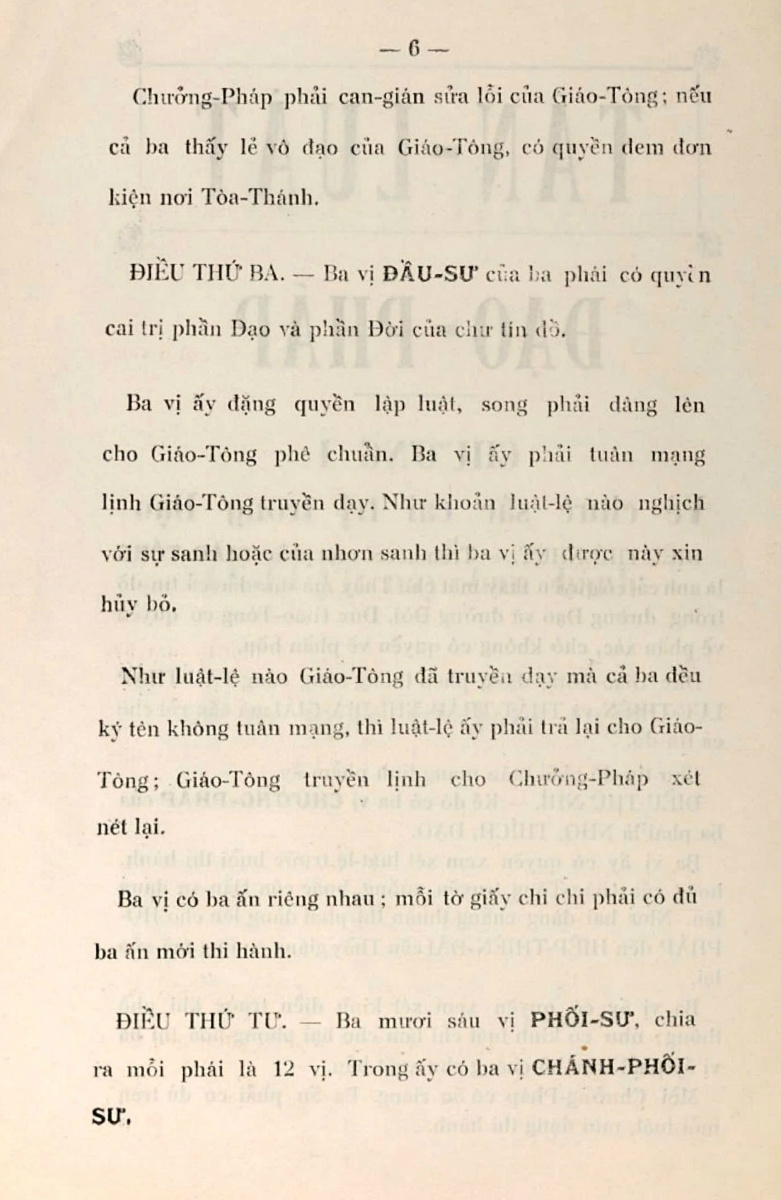 — 6 —
Chưởng-Pháp phải can-gián sửa lỗi của Giáo-Tông; nếu
cả ba thấy lẻ vô đạo của Giáo-Tông, có quyền đem đơn
kiện nơi Tòa-Thánh.
ĐIỀU THỨ BA. — Ba vị ĐẦU-SƯ của ba phái có quyền
cai trị phần Đạo và phần Đời của chư tín đồ.
Ba vị ấy đặng quyền lập luật, song phải dâng lên
cho Giáo-Tông phê chuẩn. Ba vị ấy phải tuân mạng
lịnh Giáo-Tông truyền dạy. Như khoản luật-lệ nào nghịch
với sự sanh hoặc của nhơn sanh thì ba vị ấy được nảy xin
hủy bỏ.
Như luật-lệ nào Giáo-Tông đã truyền dạy mà cả ba đều
ký tên không tuân mạng, thì luật-lệ ấy phải trả lại cho Giáo-
Tông; Giáo-Tông truyền lịnh cho Chưởng-Pháp xét
nét lại.
Ba vị có ba ấn riêng nhau; mỗi tờ giấy chi chi phải có đủ
ba ấn mới thi hành.
ĐIỀU THỨ TƯ. — Ba mươi sáu vị PHỐI-SƯ, chia
ra mỗi phái là 12 vị. Trong ấy có ba vị CHÁNH-PHỐI-
SƯ.